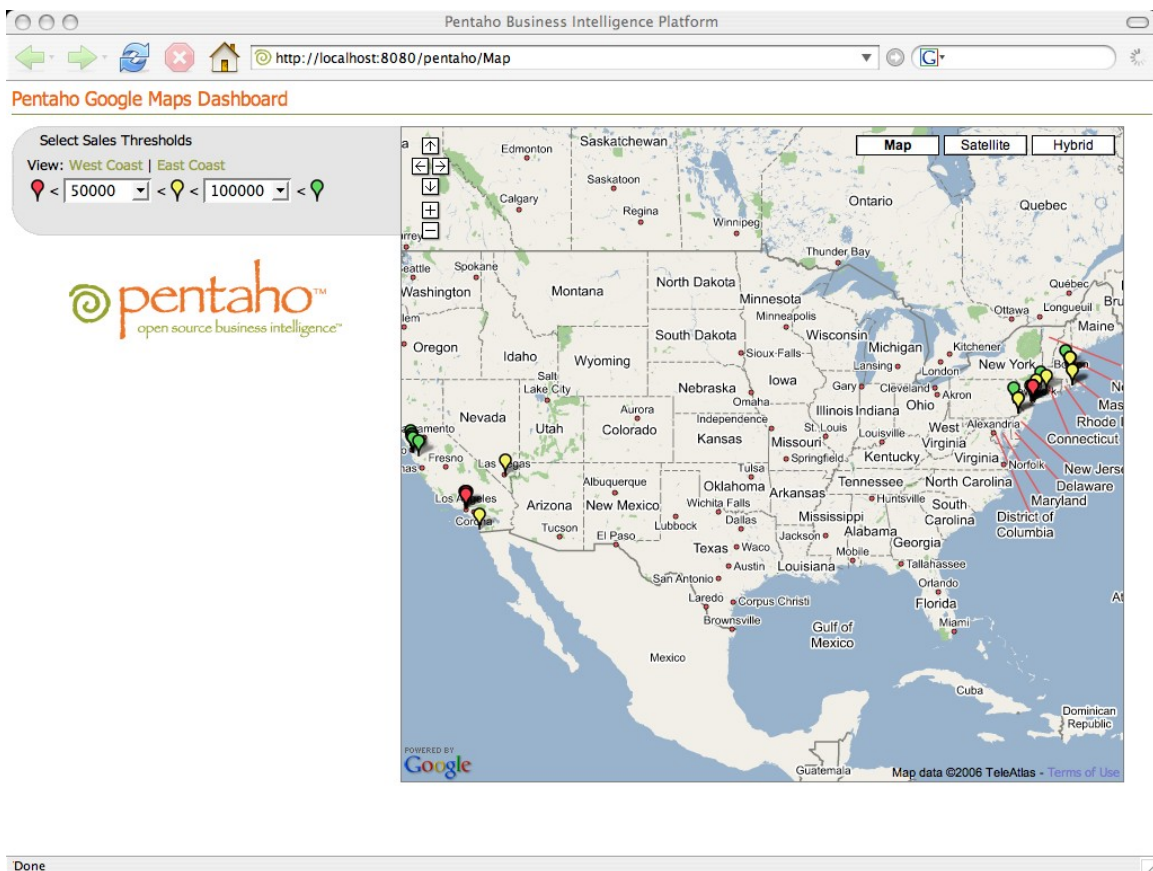 Pentaho Business Intelligence Platform
http://localhost:8080/pentaho/Map
G
Pentaho Google Maps Dashboard
Select Sales Thresholds
View: West Coast | East Coast
< 50000 < < 100000 <
pentaho™
open source business intelligence™
Map
Satellite
Hybrid
Edmonton
Saskatchewan
Saskatoon
Calgary
Regina
Winnipeg
Ontario
Quebec
Thunder Bay
Spokane
Washington
Montana
North Dakota
Minnesota
Minneapolis
Québec
Ottawa
Longueuil
Maine
Oregon
Idaho
Wyoming
South Dakota
Sioux Falls
Wisconsin
Michigan
Lansing
Kitchener
London
New York
Salt
Lake City
Nebraska
Omaha
Iowa
Gary
Cleveland
Akron
Nevada
Utah
Aurora
Colorado
Independence
Kansas
Missouri
St. Louis
Illinois
Indiana
Ohio
Louisville
West
Virginia
Alexandria
Rhode
Connecticut
Fresno
Las Vegas
Springfield
Kentucky
Virginia
Norfolk
New Jerse
Delaware
Maryland
District of
Columbia
Los Angeles
Corona
Arizona
Albuquerque
New Mexico
Tulsa
Oklahoma
Wichita Falls
Arkansas
Tennessee
North Carolina
Huntsville
South
Carolina
Tucson
El Paso
Lubbock
Dallas
Mississippi
Jackson
Alabama
Georgia
Texas
Waco
Austin
Louisiana
Mobile
Tallahassee
San Antonio
Orlando
Florida
Laredo
Corpus Christi
Brownsville
Miami
Gulf of
Mexico
Mexico
Cuba
Dominican
Republic
Guatemala
POWERED BY
Google
Map data ©2006 TeleAtlas - Terms of Use
Done